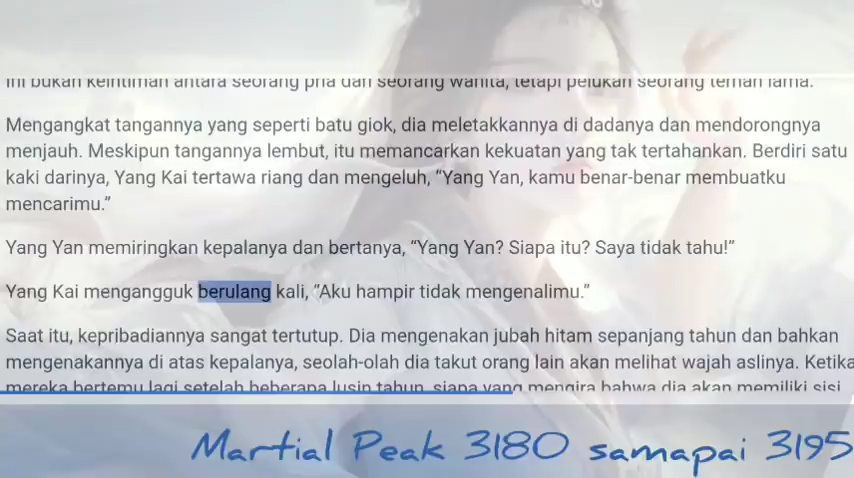 ini bukan keintiman antara seorang pria dan seorang wanita, tetapi pelukan seorang teman lama.
Mengangkat tangannya yang seperti batu giok, dia meletakkannya di dadanya dan mendorongnya
menjauh. Meskipun tangannya lembut, itu memancarkan kekuatan yang tak tertahankan. Berdiri satu
kaki darinya, Yang Kai tertawa riang dan mengeluh, “Yang Yan, kamu benar-benar membuatku
mencarimu.”
Yang Yan memiringkan kepalanya dan bertanya, “Yang Yan? Siapa itu? Saya tidak tahu!”
Yang Kai mengangguk berulang kali, “Aku hampir tidak mengenalimu.”
Saat itu, kepribadiannya sangat tertutup. Dia mengenakan jubah hitam sepanjang tahun dan bahkan
mengenakannya di atas kepalanya, seolah-olah dia takut orang lain akan melihat wajah aslinya. Ketika
mereka bertemu lagi setelah beberapa lusin tahun, siapa yang mengira bahwa dia akan memiliki sisi
Martial Peak 3180 samapai 3195